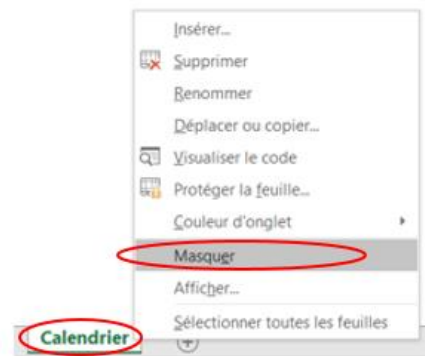 Insérer...
Supprimer
Renommer
Déplacer ou copier...
Visualiser le code
Protéger la feuille...
Couleur d'onglet
Masquer
Afficher...
Sélectionner toutes les feuilles
Calendrier